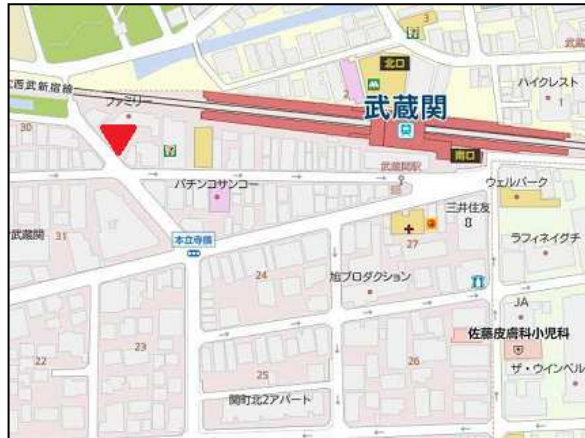 3
武蔵
北口
西武新宿線
ファミリー
2
武蔵関
ハイクレスト
1
30
南口
武蔵関駅
パチンコサンコー
ウェルパーク
三井住友
武蔵関
31
本立寺橋
27
ラフィネイグチ
24
旭プロダクション
JA
佐藤皮膚科小児科
22
23
25
26
ザ・ウインベル
関町北2アパート